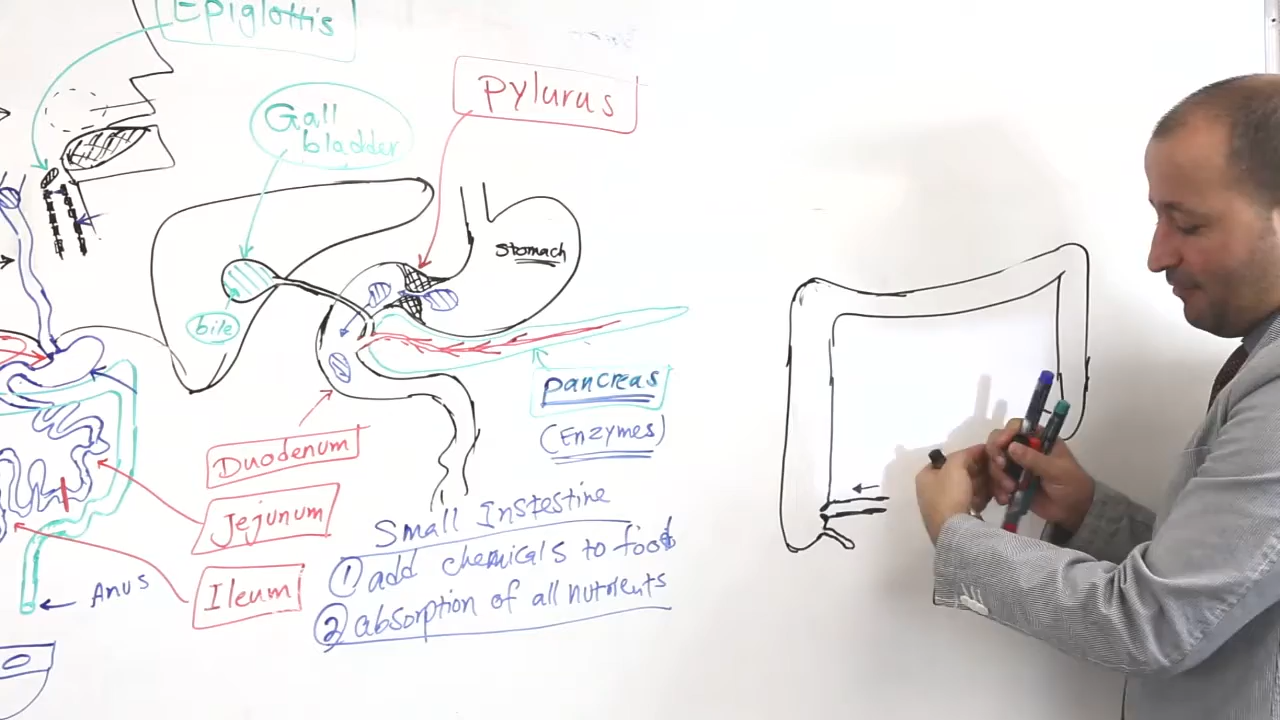 Epiglottis
Pylurus
Gall
bladder
Stomach
bile
pancreas
(Enzymes)
Duodenum
Jejunum
Ileum
Anus
Small Instestine
① add chemicals to food
② absorption of all nutrients